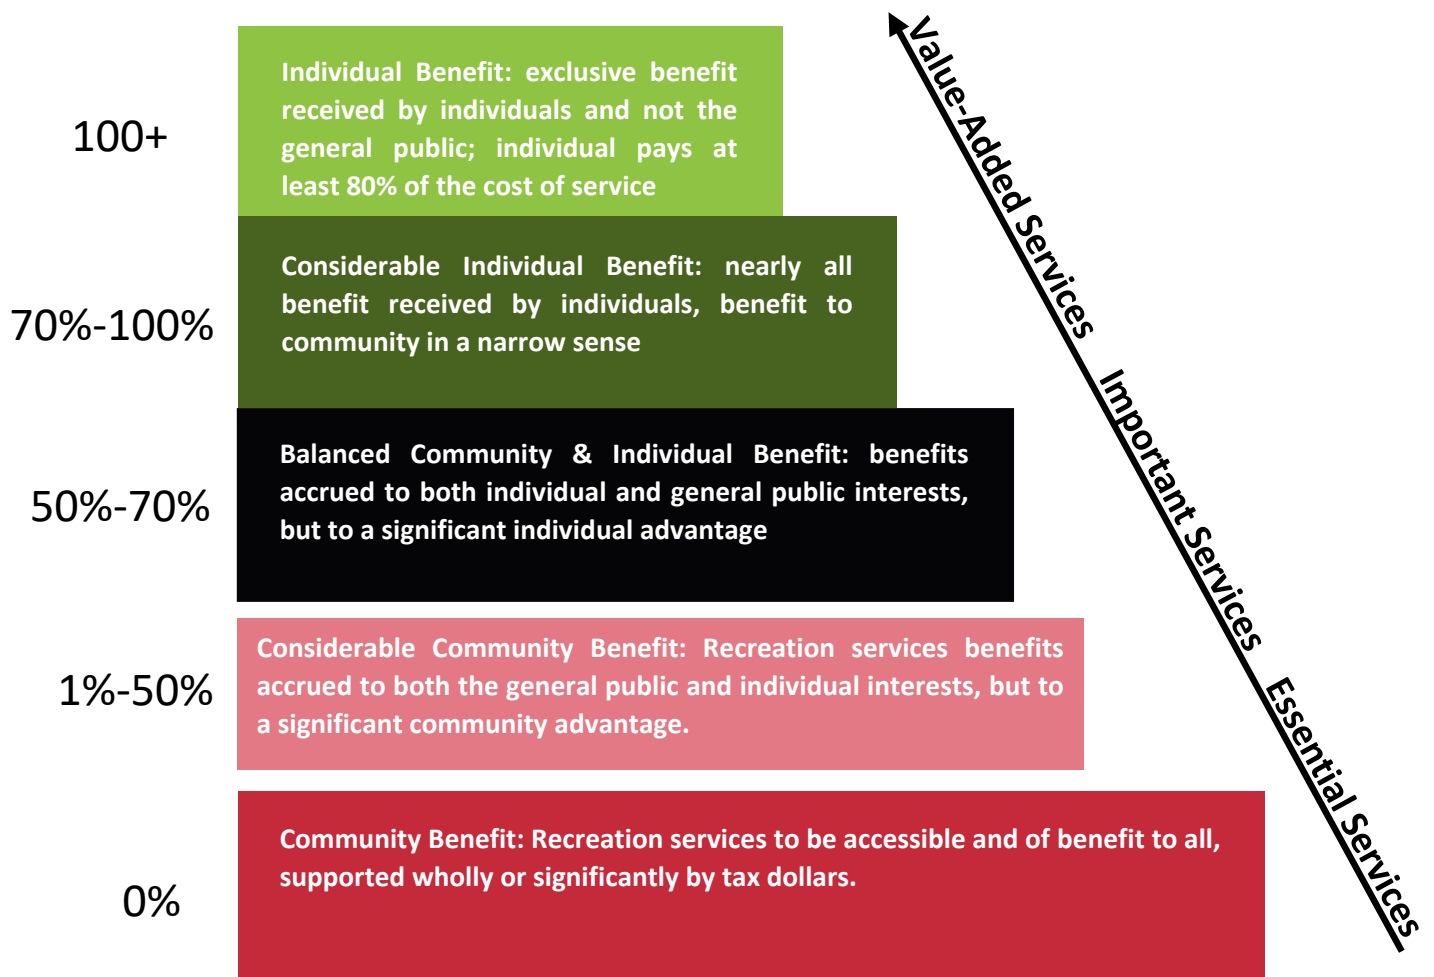 100+
Individual Benefit: exclusive benefit
received by individuals and not the
general public; individual pays at
least 80% of the cost of service
70%-100%
Considerable Individual Benefit: nearly all
benefit received by individuals, benefit to
community in a narrow sense
50%-70%
Balanced Community & Individual Benefit: benefits
accrued to both individual and general public interests,
but to a significant individual advantage
1%-50%
Considerable Community Benefit: Recreation services benefits
accrued to both the general public and individual interests, but to
a significant community advantage.
0%
Community Benefit: Recreation services to be accessible and of benefit to all,
supported wholly or significantly by tax dollars.
Value-Added Services
Important Services
Essential Services